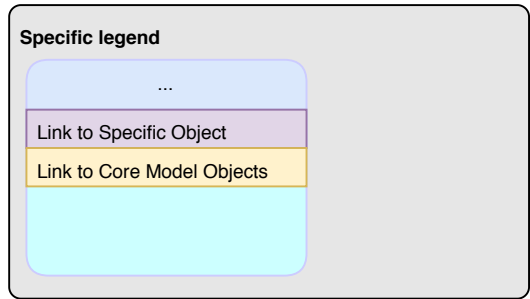 Specific legend
...
Link to Specific Object
Link to Core Model Objects